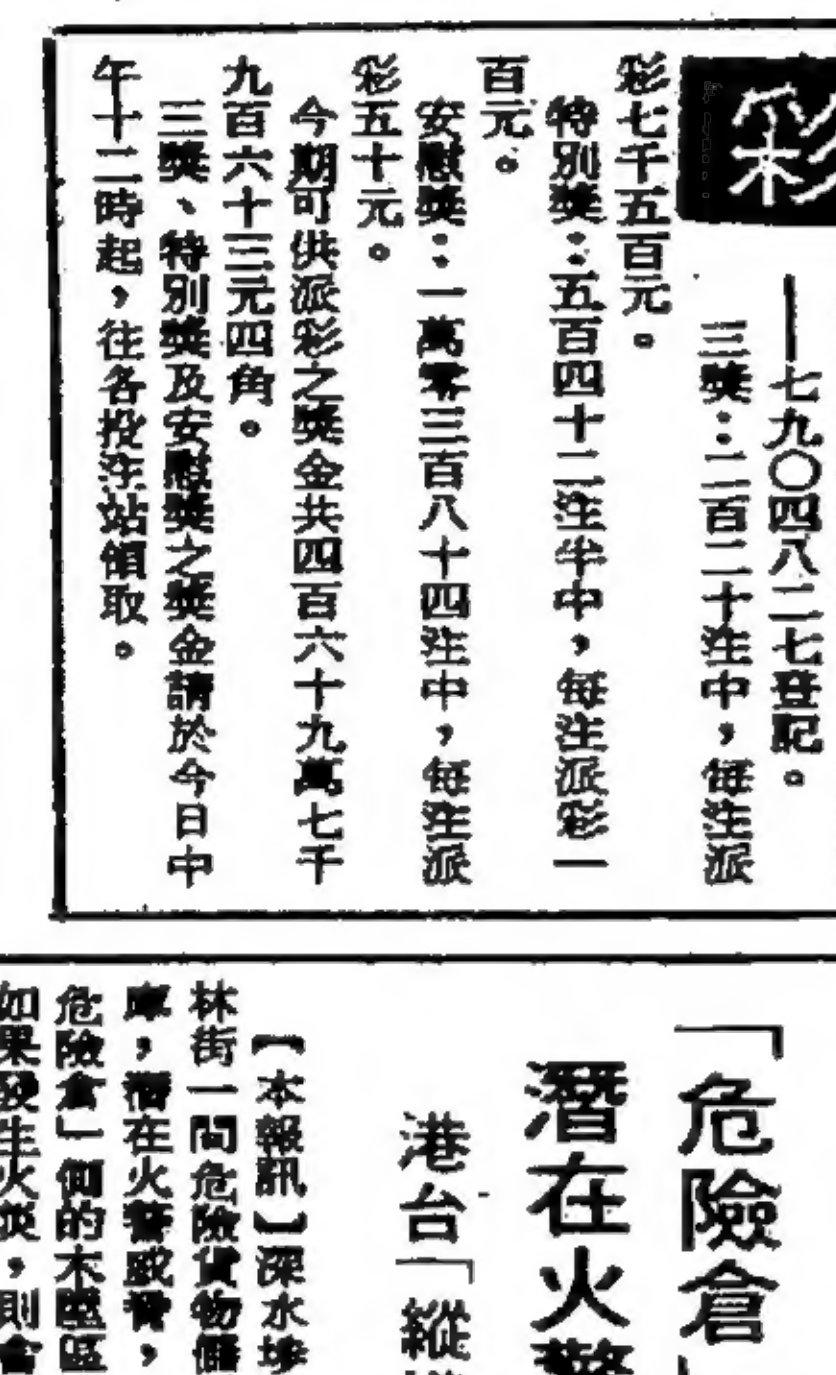 彩
——七九〇四八二七登記。
三獎：二百二十注中，每注派
彩七千五百元。
特別獎：五百四十二注半中，每注派彩一
百元。
安慰獎：一萬零三百八十四注中，每注派
彩五十元。
今期可供派彩之獎金共四百六十九萬七千
九百六十三元四角。
三獎、特別獎及安慰獎之獎金請於今日中
午十二時起，往各投注站領取。
「危險倉
潛在火警
港台「縱
【本報訊】深水埗
林街一間危險貨物儲
庫，潛在火警威脅，
危險倉」側的木屋區
如果發生火災，則會